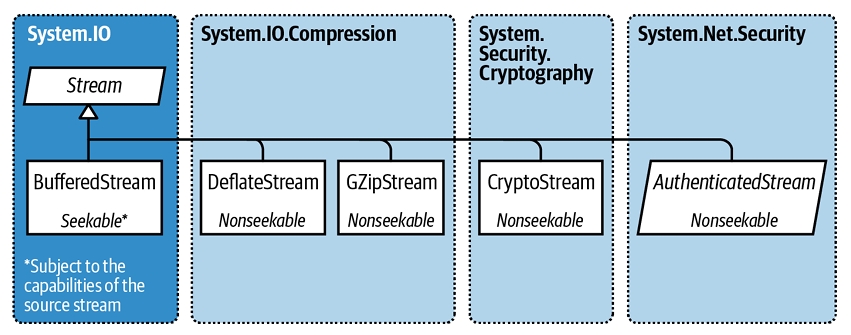 System.IO
Stream
BufferedStream
Seekable*
*Subject to the
capabilities of the
source stream
System.IO.Compression
DeflateStream
Nonseekable
GZipStream
Nonseekable
System.
Security.
Cryptography
CryptoStream
Nonseekable
System.Net.Security
AuthenticatedStream
Nonseekable